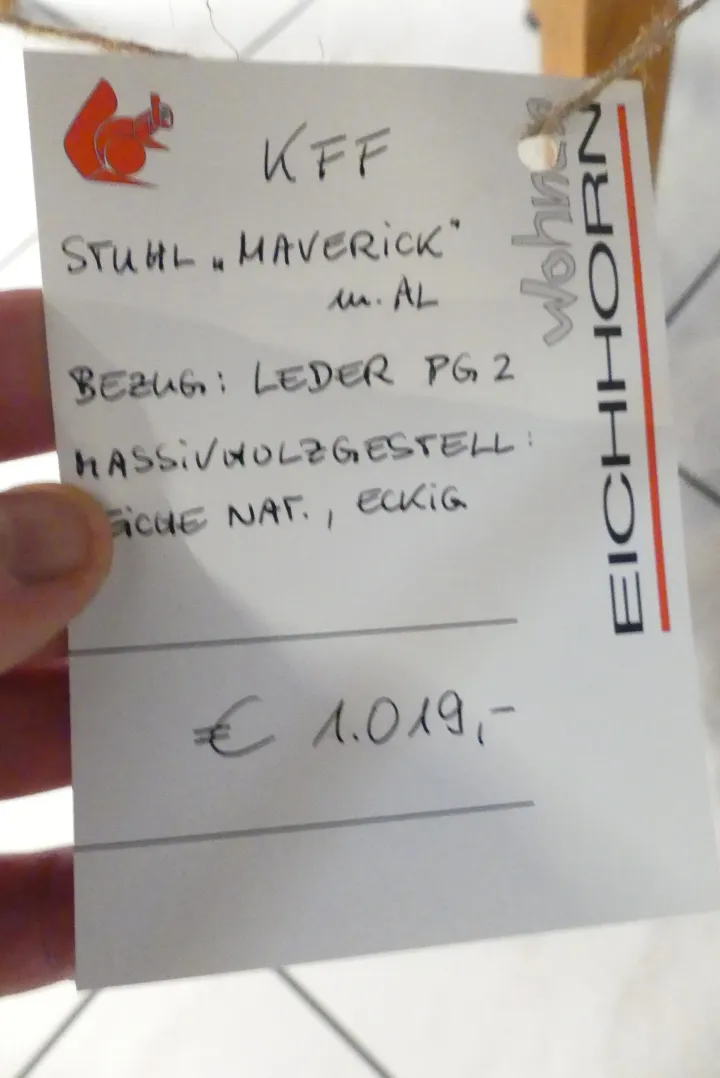 KFF
STUHL „MAVERICK"
m. AL
BEZUG: LEDER PG 2
MASSIVHOLZGESTELL:
EICHE NAT., ECKIG
€ 1.019,-
wohnen
EICHHORN